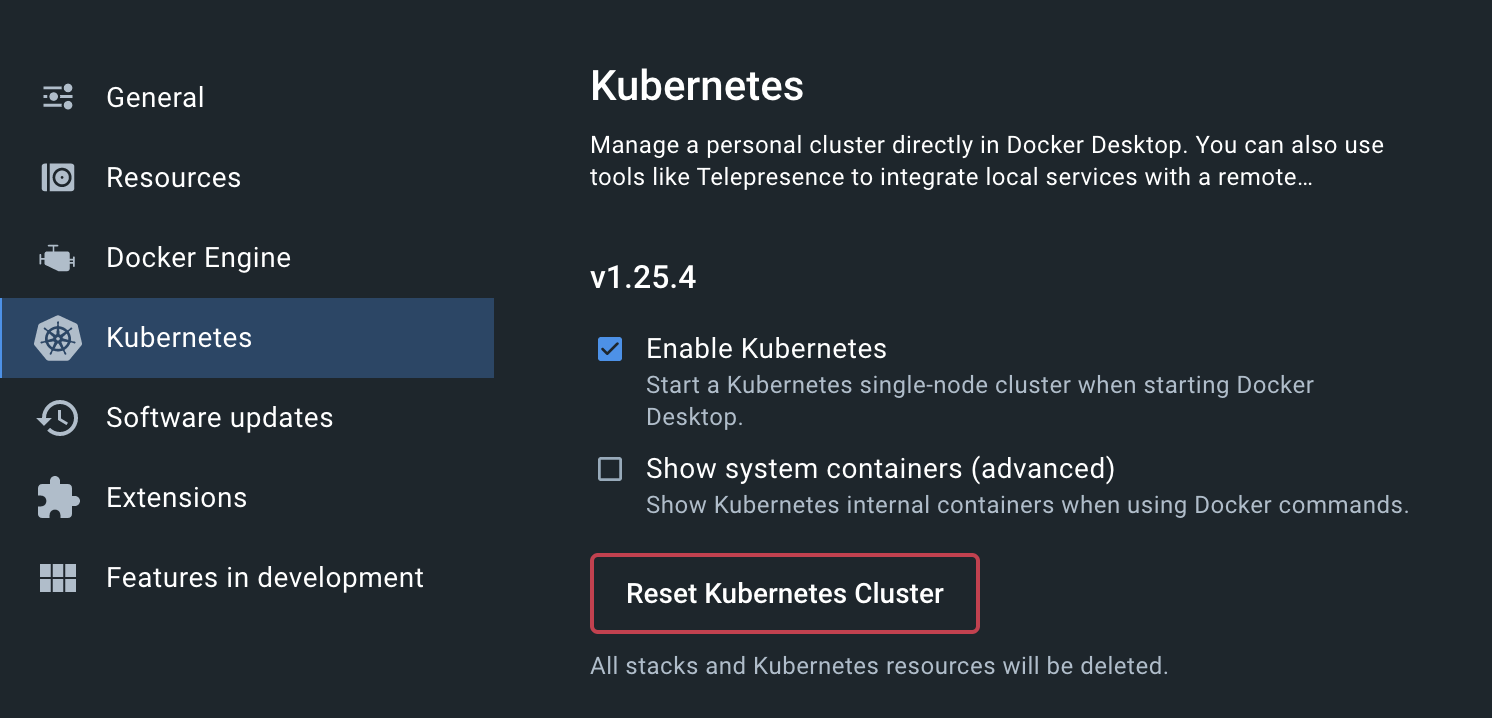 General
Resources
Docker Engine
Kubernetes
Software updates
Extensions
Features in development
Kubernetes
Manage a personal cluster directly in Docker Desktop. You can also use
tools like Telepresence to integrate local services with a remote…
v1.25.4
Enable Kubernetes
Start a Kubernetes single-node cluster when starting Docker
Desktop.
Show system containers (advanced)
Show Kubernetes internal containers when using Docker commands.
Reset Kubernetes Cluster
All stacks and Kubernetes resources will be deleted.